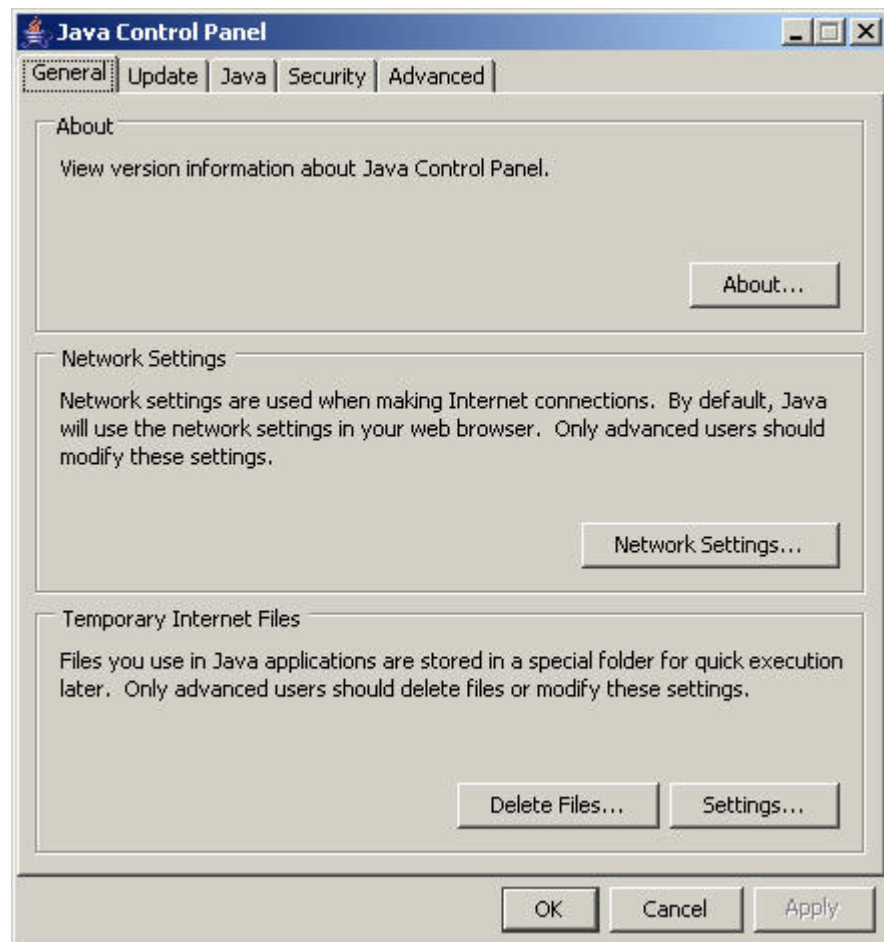 Java Control Panel
General Update Java Security Advanced
About
View version information about Java Control Panel.
About...
Network Settings
Network settings are used when making Internet connections.  By default, Java
will use the network settings in your web browser.  Only advanced users should
modify these settings.
Network Settings...
Temporary Internet Files
Files you use in Java applications are stored in a special folder for quick execution
later.  Only advanced users should delete files or modify these settings.
Delete Files... Settings...
OK Cancel Apply